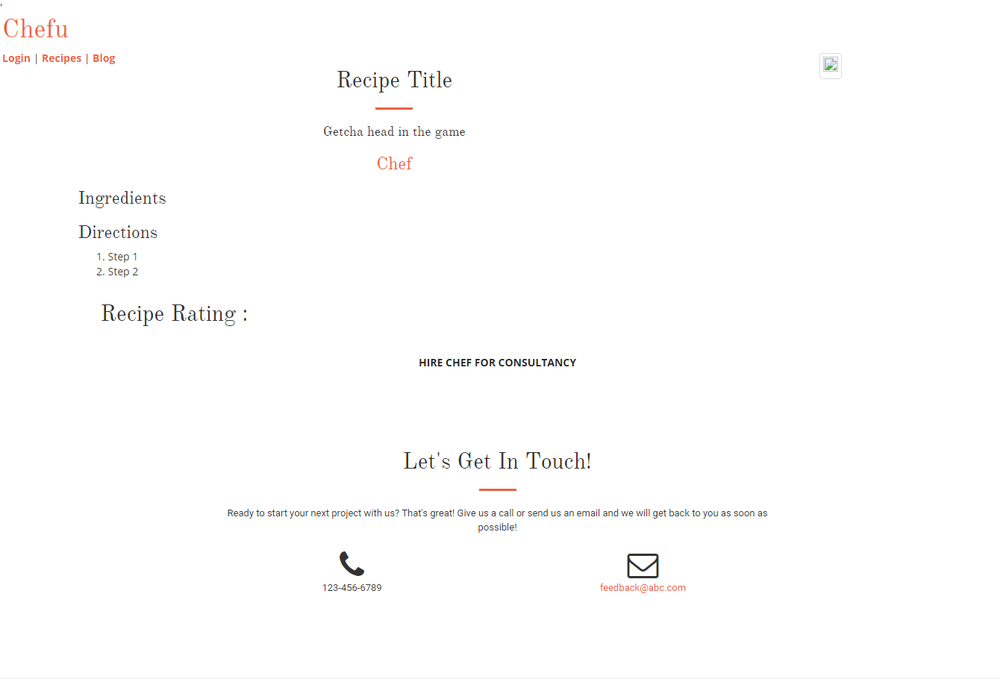 '
Chefu
Login | Recipes | Blog
Recipe Title
Getcha head in the game
Chef
Ingredients
Directions
1. Step 1
2. Step 2
Recipe Rating :
HIRE CHEF FOR CONSULTANCY
Let's Get In Touch!
Ready to start your next project with us? That's great! Give us a call or send us an email and we will get back to you as soon as
possible!
123-456-6789
feedback@abc.com